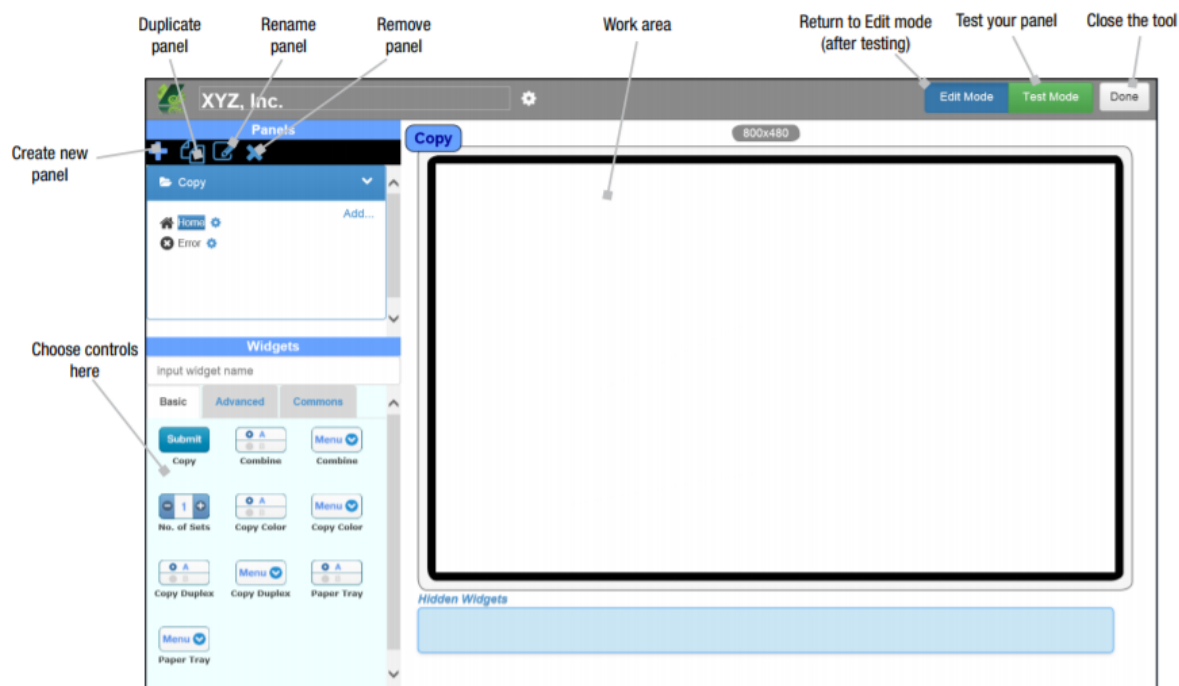 Duplicate
panel
Rename
panel
Remove
panel
Work area
Return to Edit mode
(after testing)
Test your panel
Close the tool
XYZ, Inc.
Edit Mode
Test Mode
Done
Panels
Copy
800x480
Create new
panel
Copy
Add...
Home
Error
Choose controls
here
Widgets
input widget name
Basic
Advanced
Commons
Submit
A
B
Menu
Copy
Combine
Combine
1
A
B
Menu
No. of Sets
Copy Color
Copy Color
A
B
Menu
A
B
Copy Duplex
Copy Duplex
Paper Tray
Hidden Widgets
Menu
Paper Tray